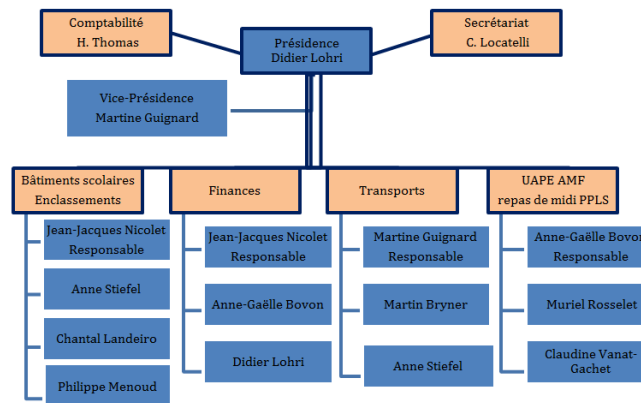 Comptabilité
H. Thomas
Présidence
Didier Lohri
Secrétariat
C. Locatelli
Vice-Présidence
Martine Guignard
Bâtiments scolaires
Enclassements
Jean-Jacques Nicolet
Responsable
Anne Stiefel
Chantal Landeiro
Philippe Menoud
Finances
Jean-Jacques Nicolet
Responsable
Anne-Gaëlle Bovon
Didier Lohri
Transports
Martine Guignard
Responsable
Martin Bryner
Anne Stiefel
UAPE AMF
repas de midi PPLS
Anne-Gaëlle Bovon
Responsable
Muriel Rosselet
Claudine Vanat-
Gachet